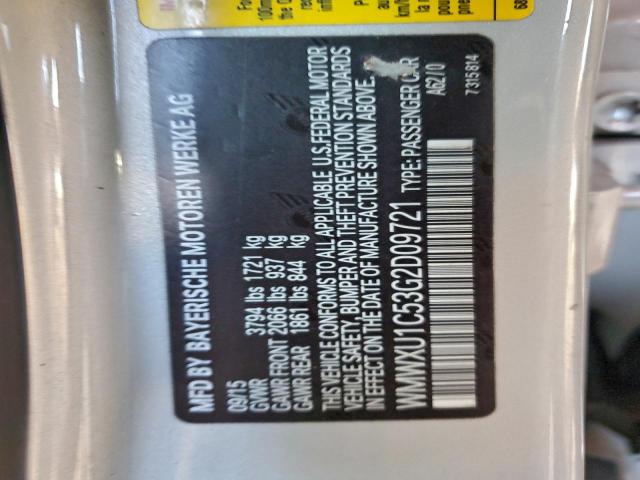 MFD BY BAYERISCHE MOTOREN WERKE AG
09/15
GVWR 3794 lbs 1721 kg
GAWR FRONT 2066 lbs 937 kg
GAWR REAR 1861 lbs 844 kg
THIS VEHICLE CONFORMS TO ALL APPLICABLE U.S.FEDERAL MOTOR
VEHICLE SAFETY, BUMPER AND THEFT PREVENTION STANDARDS
IN EFFECT ON THE DATE OF MANUFACTURE SHOWN ABOVE.
WMWXU1C53G2D09721 TYPE: PASSENGER CAR
A62/0
7315814